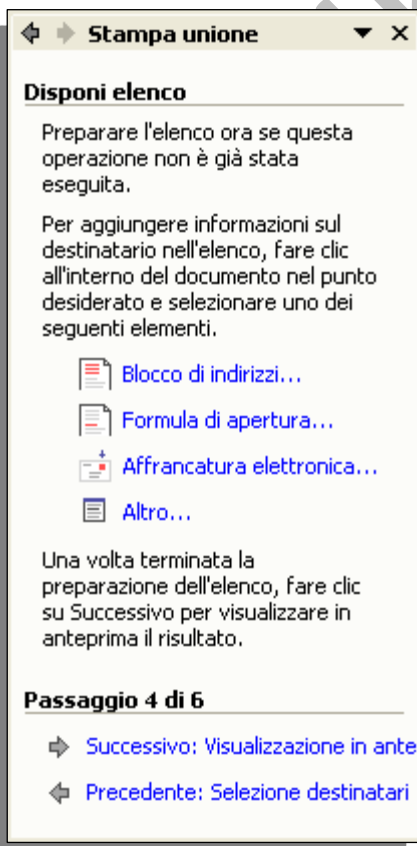 Stampa unione
Disponi elenco
Preparare l'elenco ora se questa
operazione non è già stata
eseguita.
Per aggiungere informazioni sul
destinatario nell'elenco, fare clic
all'interno del documento nel punto
desiderato e selezionare uno dei
seguenti elementi.
Blocco di indirizzi...
Formula di apertura...
Affrancatura elettronica...
Altro...
Una volta terminata la
preparazione dell'elenco, fare clic
su Successivo per visualizzare in
anteprima il risultato.
Passaggio 4 di 6
Successivo: Visualizzazione in ante
Precedente: Selezione destinatari